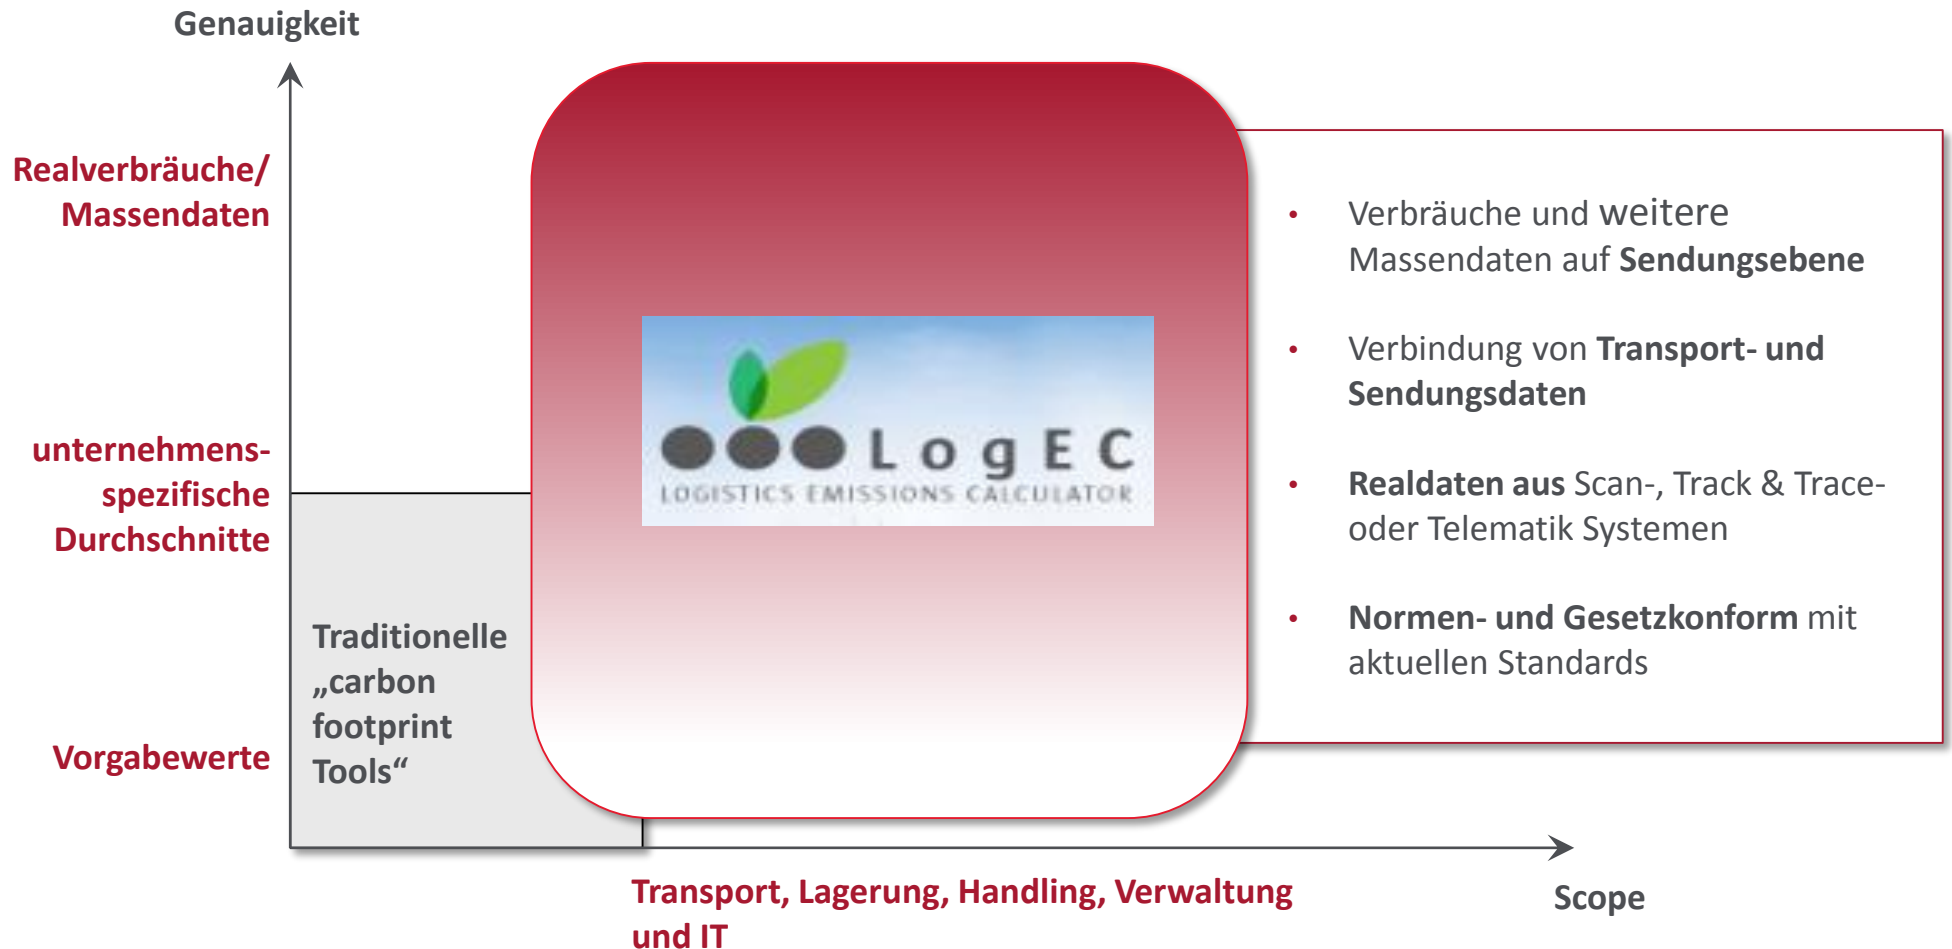 Genauigkeit
Realverbräuche/
Massendaten
unternehmens-
spezifische
Durchschnitte
Vorgabewerte
Traditionelle
„carbon
footprint
Tools“
LogEC
LOGISTICS EMISSIONS CALCULATOR
• Verbräuche und weitere
Massendaten auf Sendungsebene
• Verbindung von Transport- und
Sendungsdaten
• Realdaten aus Scan-, Track & Trace-
oder Telematik Systemen
• Normen- und Gesetzkonform mit
aktuellen Standards
Transport, Lagerung, Handling, Verwaltung
und IT
Scope